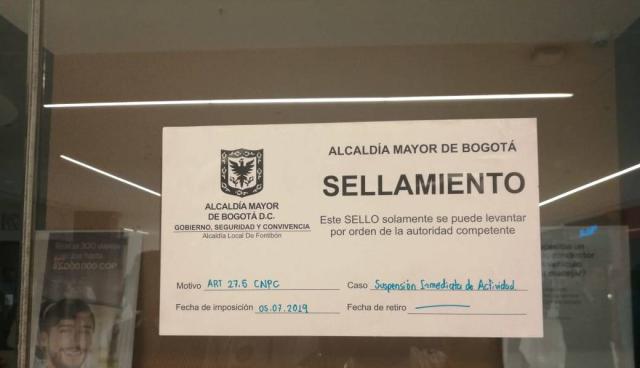 ALCALDÍA MAYOR
DE BOGOTÁ D.C.
GOBIERNO, SEGURIDAD Y CONVIVENCIA
Alcaldía Local De Fontibón
ALCALDÍA MAYOR DE BOGOTÁ
SELLAMIENTO
Este SELLO solamente se puede levantar
por orden de la autoridad competente
Motivo ART 27.5 CNPC
Caso Suspensión Inmediata de Actividad
Fecha de imposición 05.07.2019
Fecha de retiro